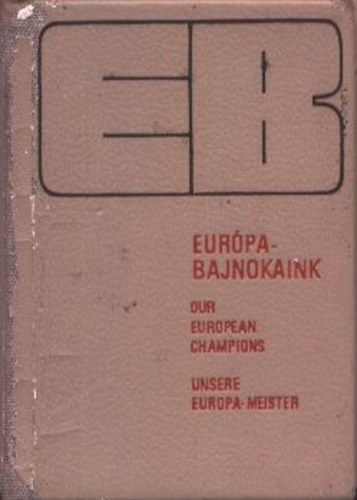 EB
EURÓPA-
BAJNOKAINK
OUR
EUROPEAN
CHAMPIONS
UNSERE
EUROPA-MEISTER